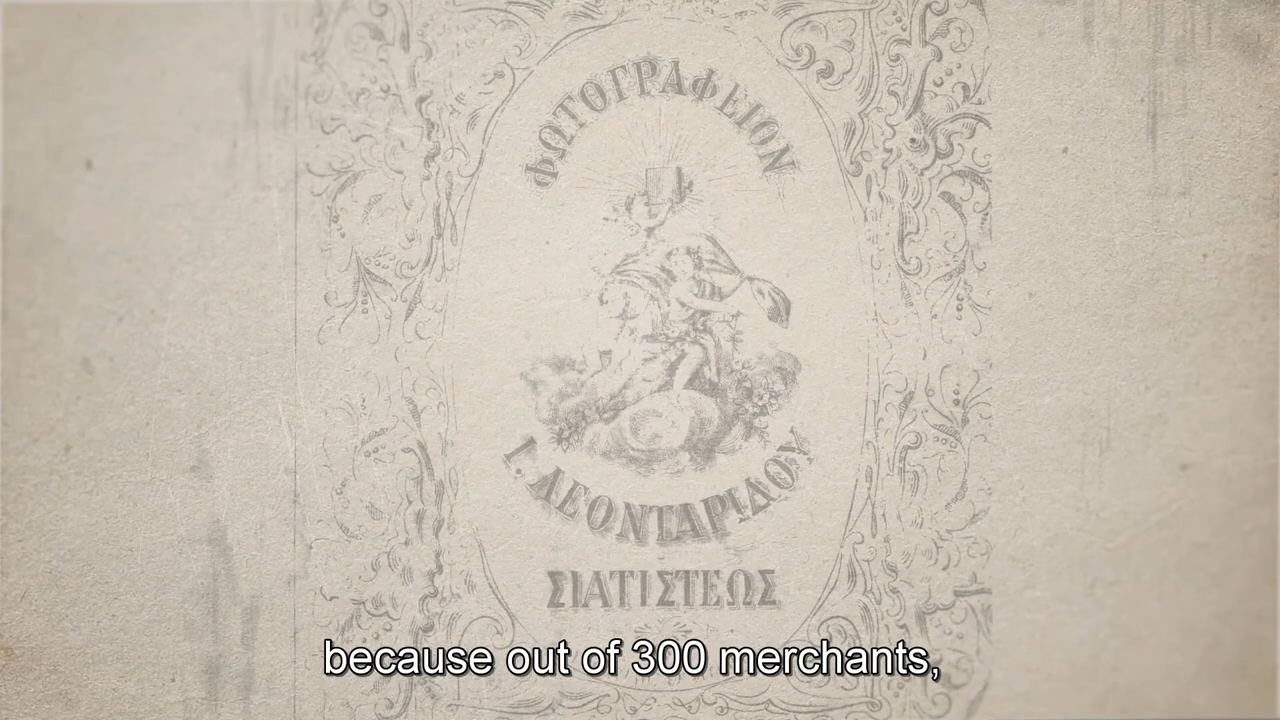 ΦΩΤΟΓΡΑΦΕΙΟΝ
Ι. ΛΕΟΝΤΑΡΙΔΟΥ
ΣΙΑΤΙΣΤΕΩΣ
because out of 300 merchants,